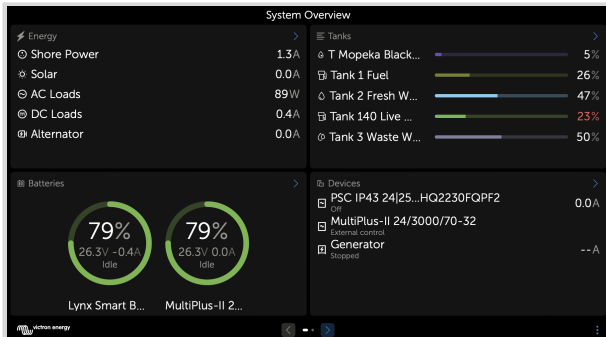 System Overview
Energy
Shore Power 1.3A
Solar 0.0A
AC Loads 89W
DC Loads 0.4A
Alternator 0.0A
Tanks
T Mopeka Black... 5%
Tank 1 Fuel 26%
Tank 2 Fresh W... 47%
Tank 140 Live ... 23%
Tank 3 Waste W... 50%
Batteries
79%
26.3V -0.4A
Idle
Lynx Smart B...
79%
26.3V 0.0A
Idle
MultiPlus-II 2...
Devices
PSC IP43 24|25...HQ2230FQPF2 0.0A
Off
MultiPlus-II 24/3000/70-32
External control
Generator --A
Stopped
victron energy